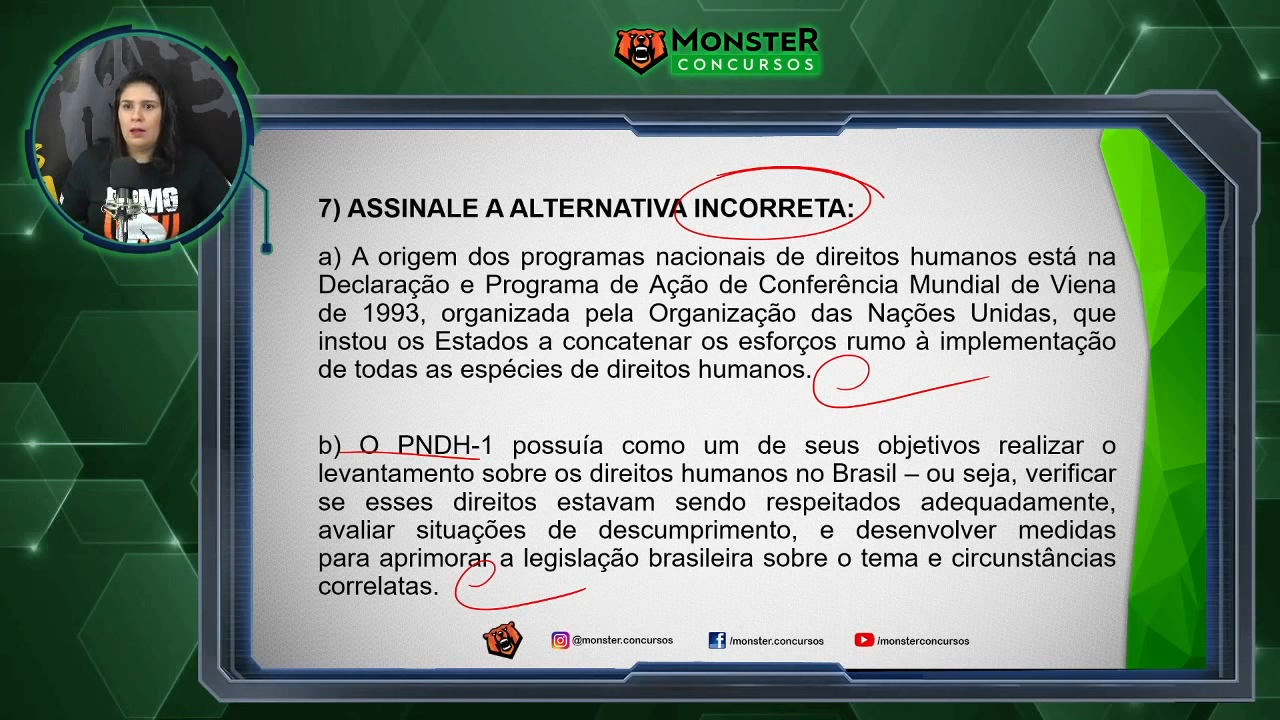 MONSTER
CONCURSOS
7) ASSINALE A ALTERNATIVA INCORRETA:
a) A origem dos programas nacionais de direitos humanos está na
Declaração e Programa de Ação de Conferência Mundial de Viena
de 1993, organizada pela Organização das Nações Unidas, que
instou os Estados a concatenar os esforços rumo à implementação
de todas as espécies de direitos humanos.
b) O PNDH-1 possuía como um de seus objetivos realizar o
levantamento sobre os direitos humanos no Brasil – ou seja, verificar
se esses direitos estavam sendo respeitados adequadamente,
avaliar situações de descumprimento, e desenvolver medidas
para aprimorar a legislação brasileira sobre o tema e circunstâncias
correlatas.
@monster.concursos
/monster.concursos
/monsterconcursos